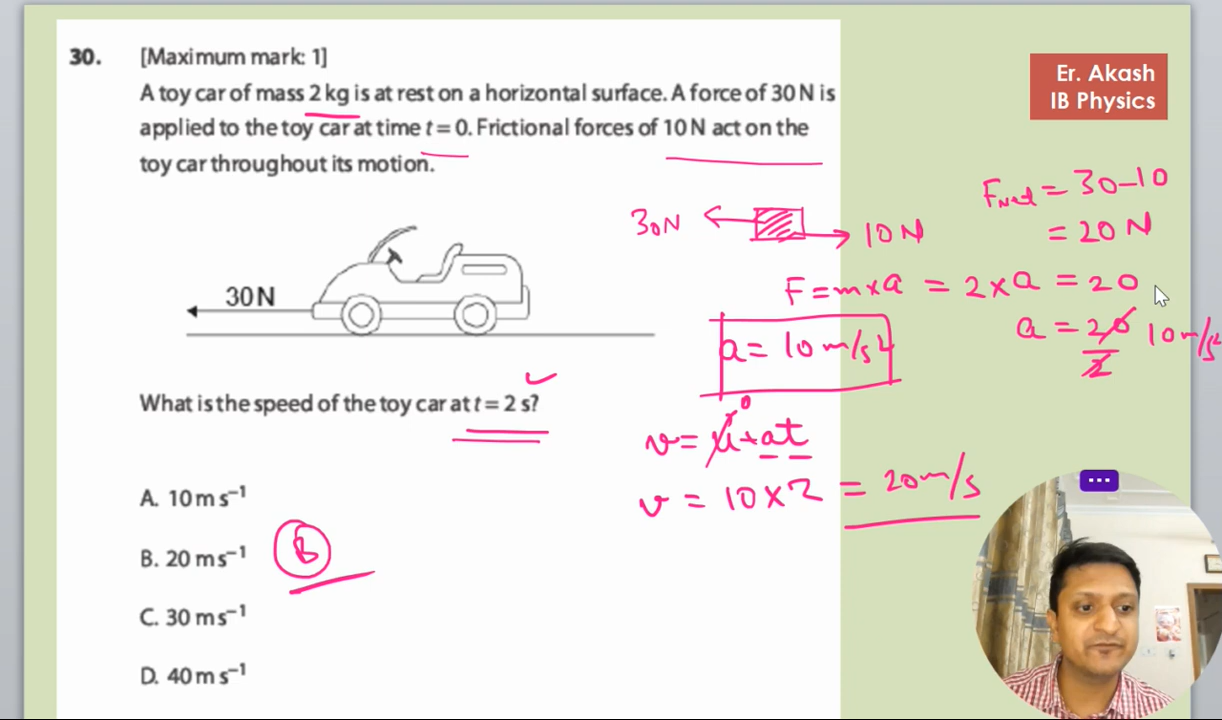 30. [Maximum mark: 1]
A toy car of mass 2 kg is at rest on a horizontal surface. A force of 30 N is
applied to the toy car at time t = 0. Frictional forces of 10 N act on the
toy car throughout its motion.
30N
What is the speed of the toy car at t = 2 s?
A. 10 m s⁻¹
B. 20 m s⁻¹
B
C. 30 m s⁻¹
D. 40 m s⁻¹
Er. Akash
IB Physics
30N
10N
FNet = 30-10
= 20 N
F = m×a = 2×a = 20
a = 20/2 10 m/s²
a = 10 m/s²
v = u+at
0
v = 10×2 = 20 m/s